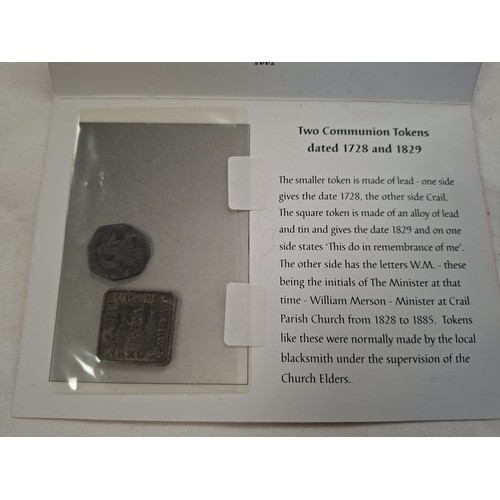 2002
Two Communion Tokens
dated 1728 and 1829
The smaller token is made of lead - one side
gives the date 1728, the other side Crail.
The square token is made of an alloy of lead
and tin and gives the date 1829 and on one
side states 'This do in remembrance of me'.
The other side has the letters W.M. - these
being the initials of The Minister at that
time - William Merson - Minister at Crail
Parish Church from 1828 to 1885. Tokens
like these were normally made by the local
blacksmith under the supervision of the
Church Elders.